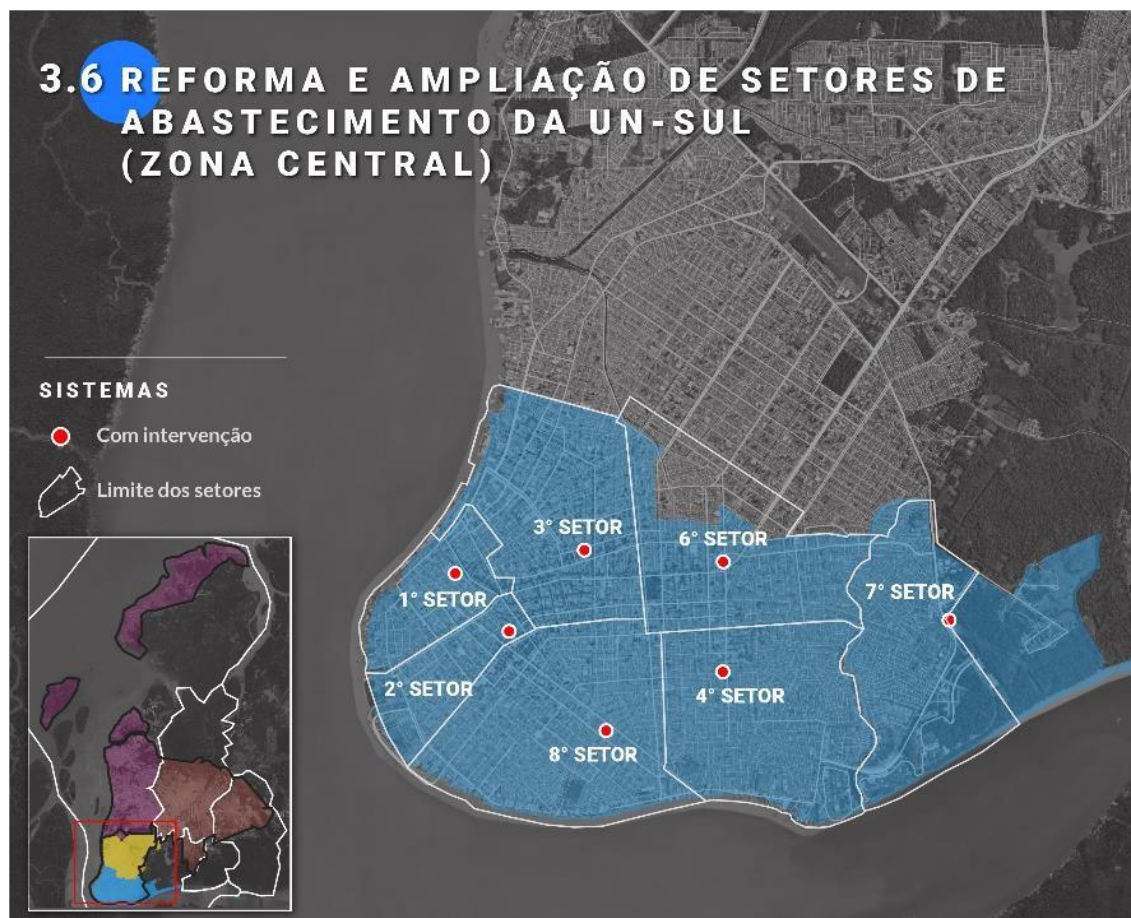 3.6 REFORMA E AMPLIAÇÃO DE SETORES DE
ABASTECIMENTO DA UN-SUL
(ZONA CENTRAL)
SISTEMAS
Com intervenção
Limite dos setores
3° SETOR
6° SETOR
1° SETOR
7° SETOR
2° SETOR
4° SETOR
8° SETOR